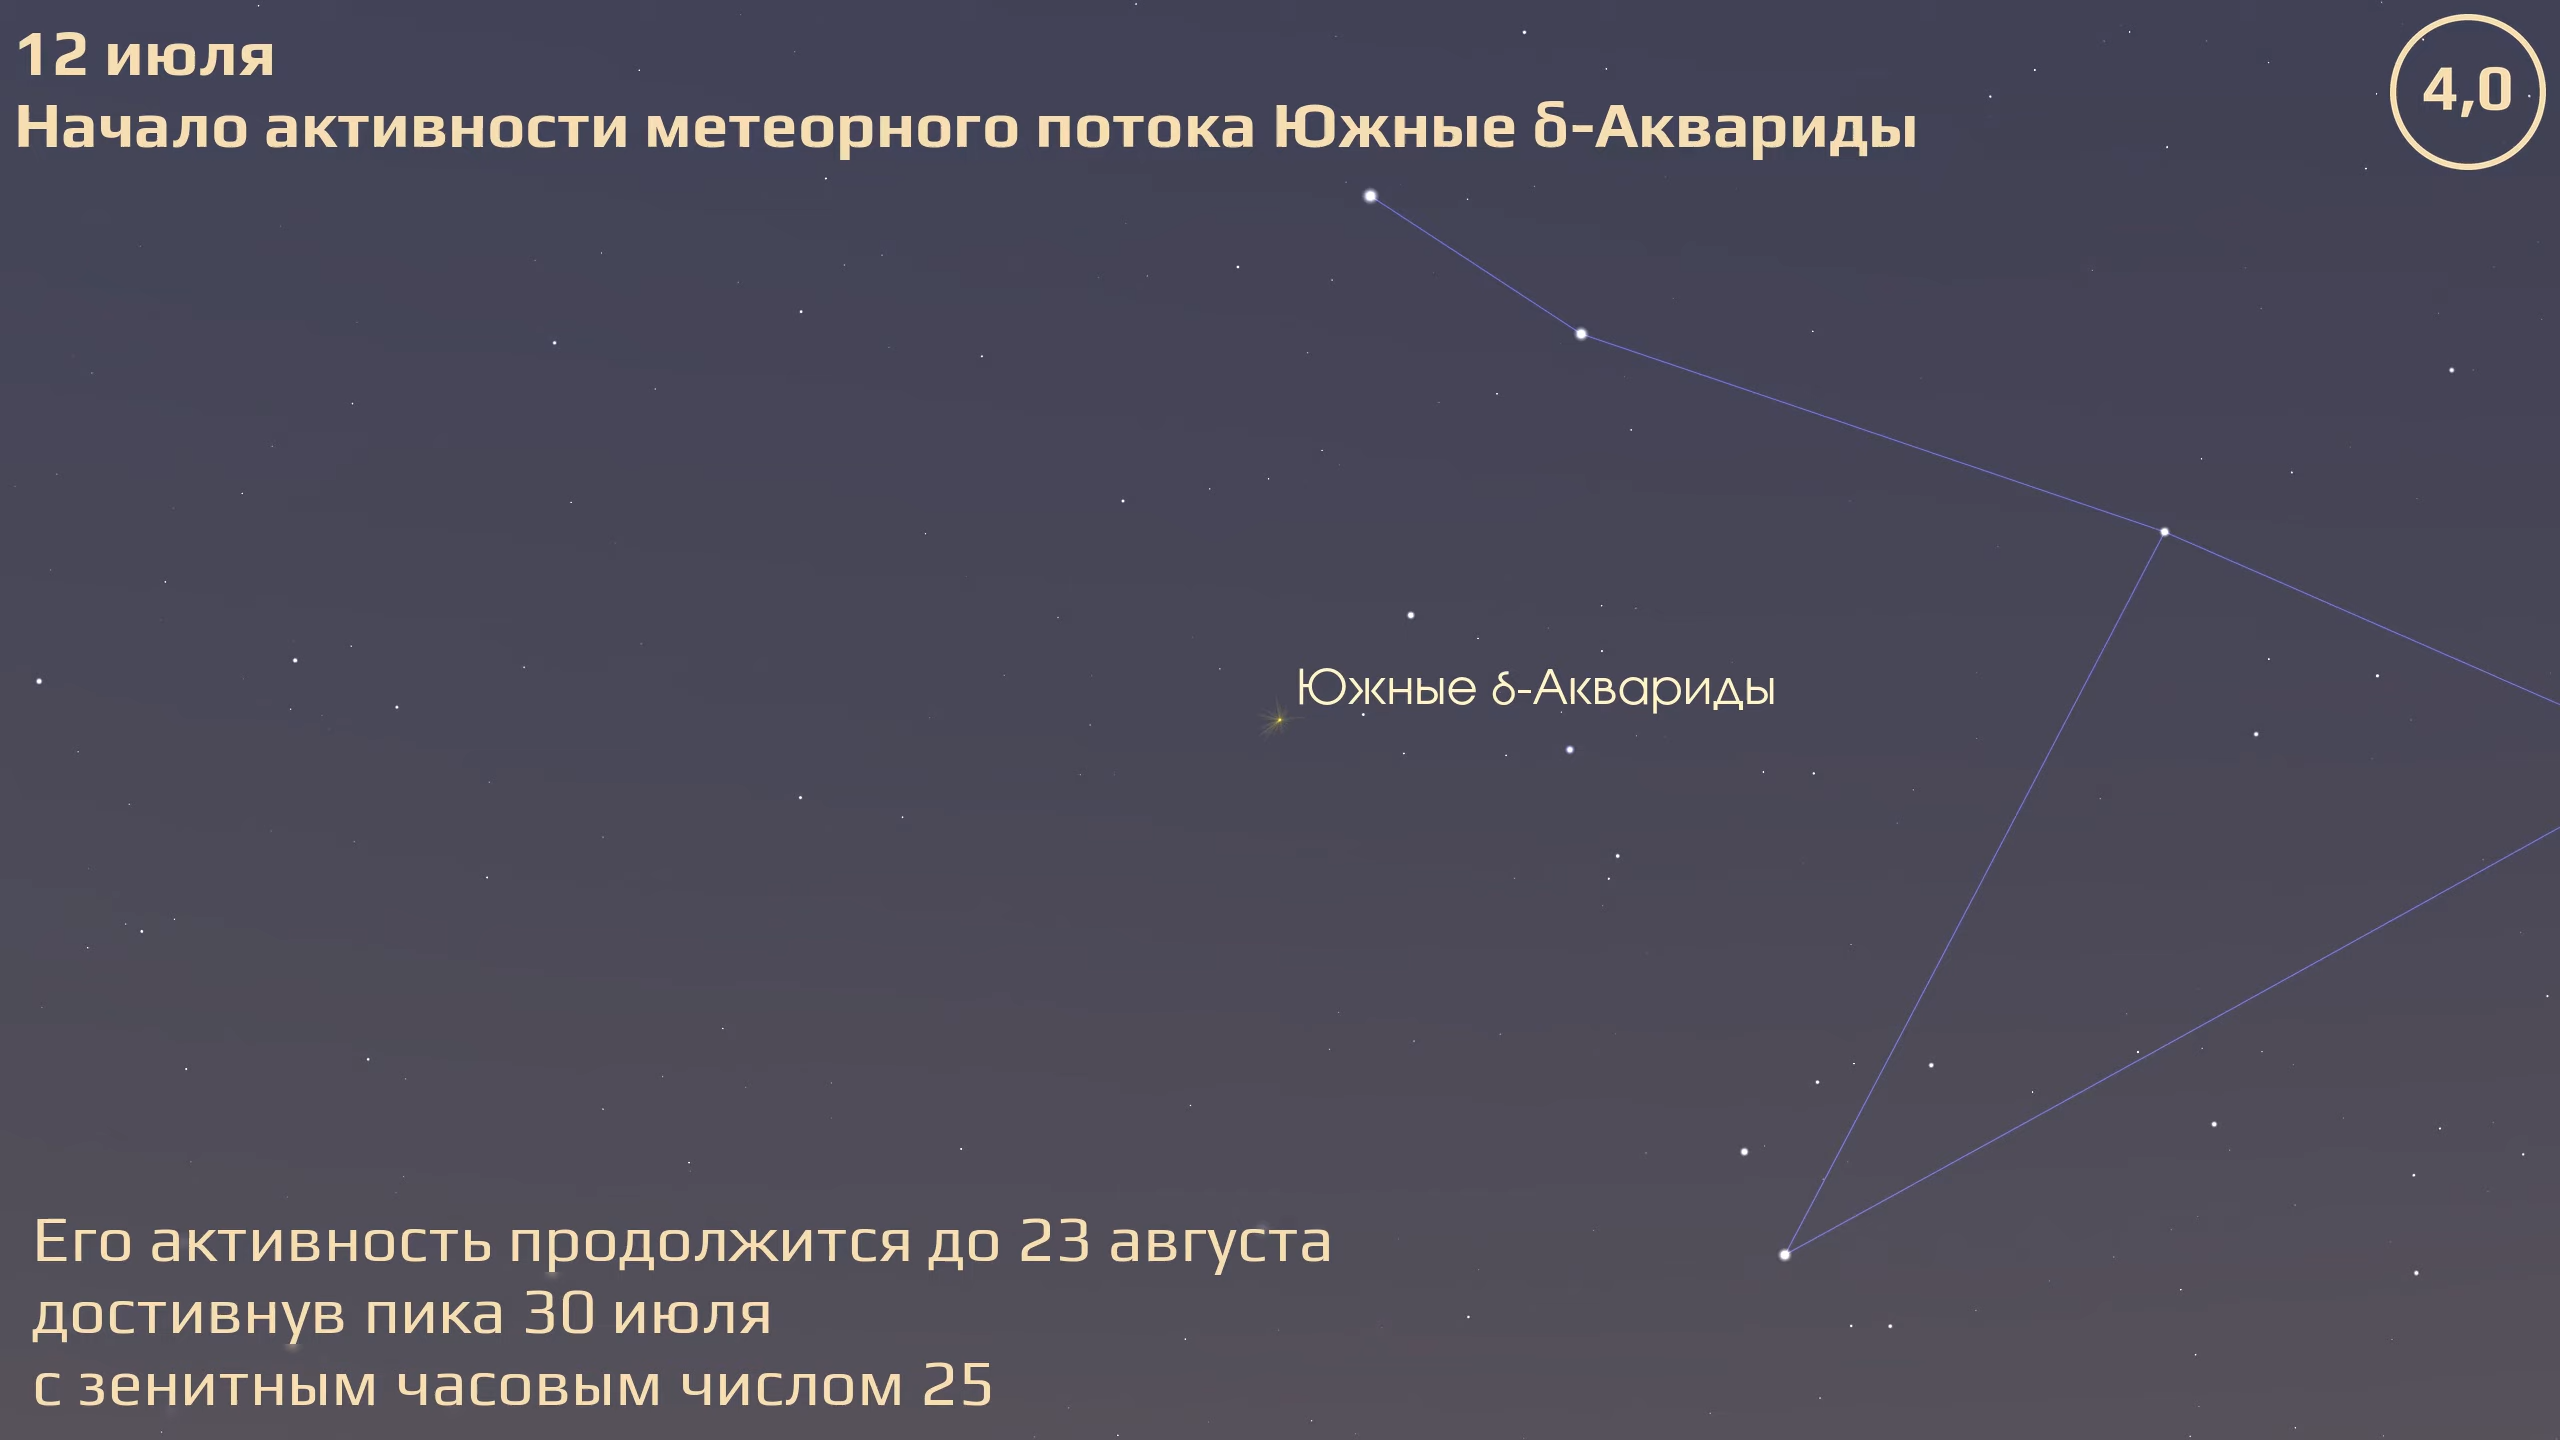 12 июля
Начало активности метеорного потока Южные δ-Аквариды
4,0
Южные δ-Аквариды
Его активность продолжится до 23 августа
достивнув пика 30 июля
с зенитным часовым числом 25